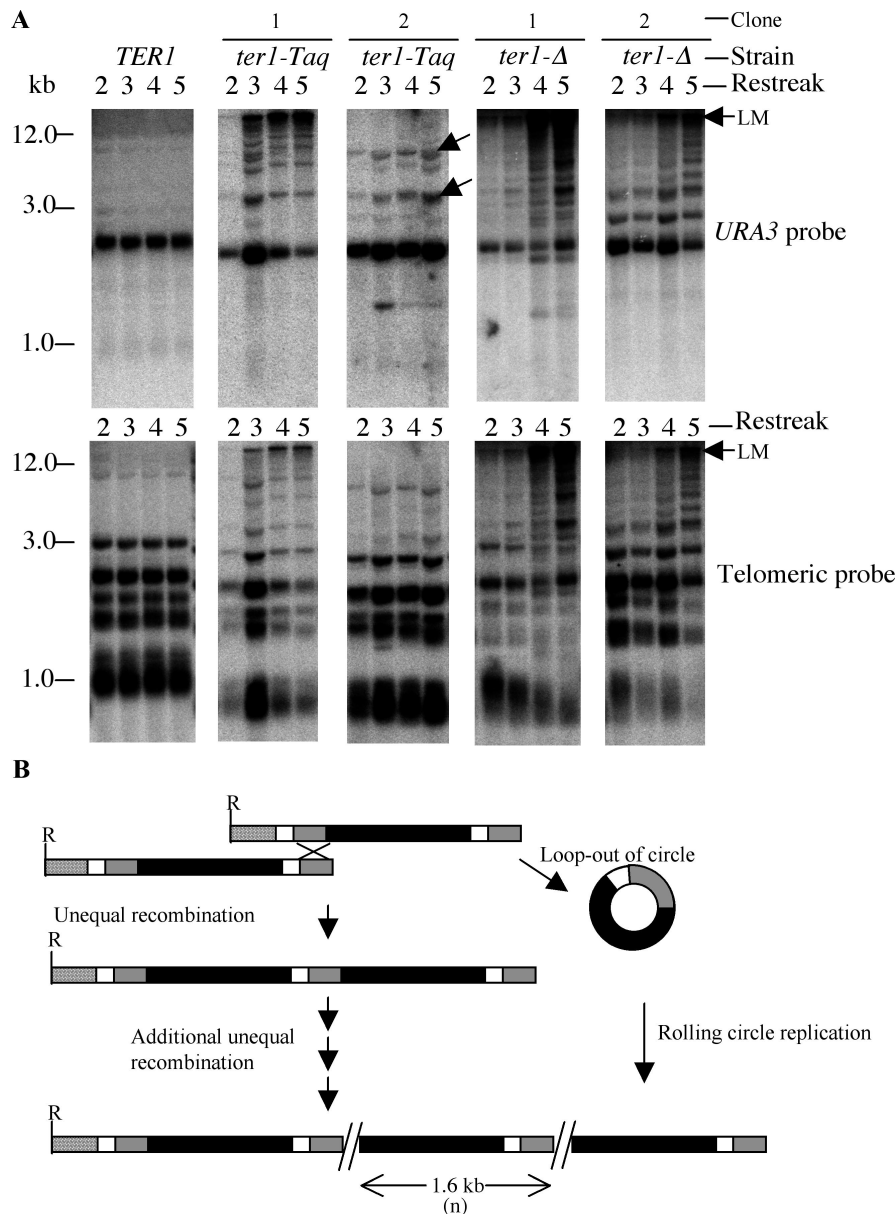 A
1 2 1 2 Clone
TER1 ter1-Taq ter1-Taq ter1-Δ ter1-Δ Strain
kb 2 3 4 5 2 3 4 5 2 3 4 5 2 3 4 5 2 3 4 5 Restreak
LM
12.0
3.0
URA3 probe
1.0
2 3 4 5 2 3 4 5 2 3 4 5 2 3 4 5 2 3 4 5 Restreak
LM
12.0
3.0
Telomeric probe
1.0
B
R
R
Loop-out of circle
Unequal recombination
R
Additional unequal
recombination
Rolling circle replication
R
1.6 kb
(n)